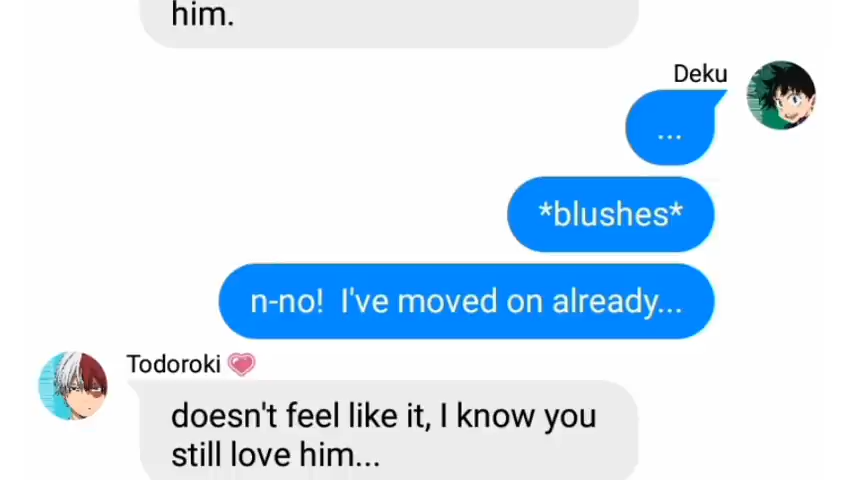 him.
Deku
...
*blushes*
n-no! I've moved on already...
Todoroki 💗
doesn't feel like it, I know you
still love him...